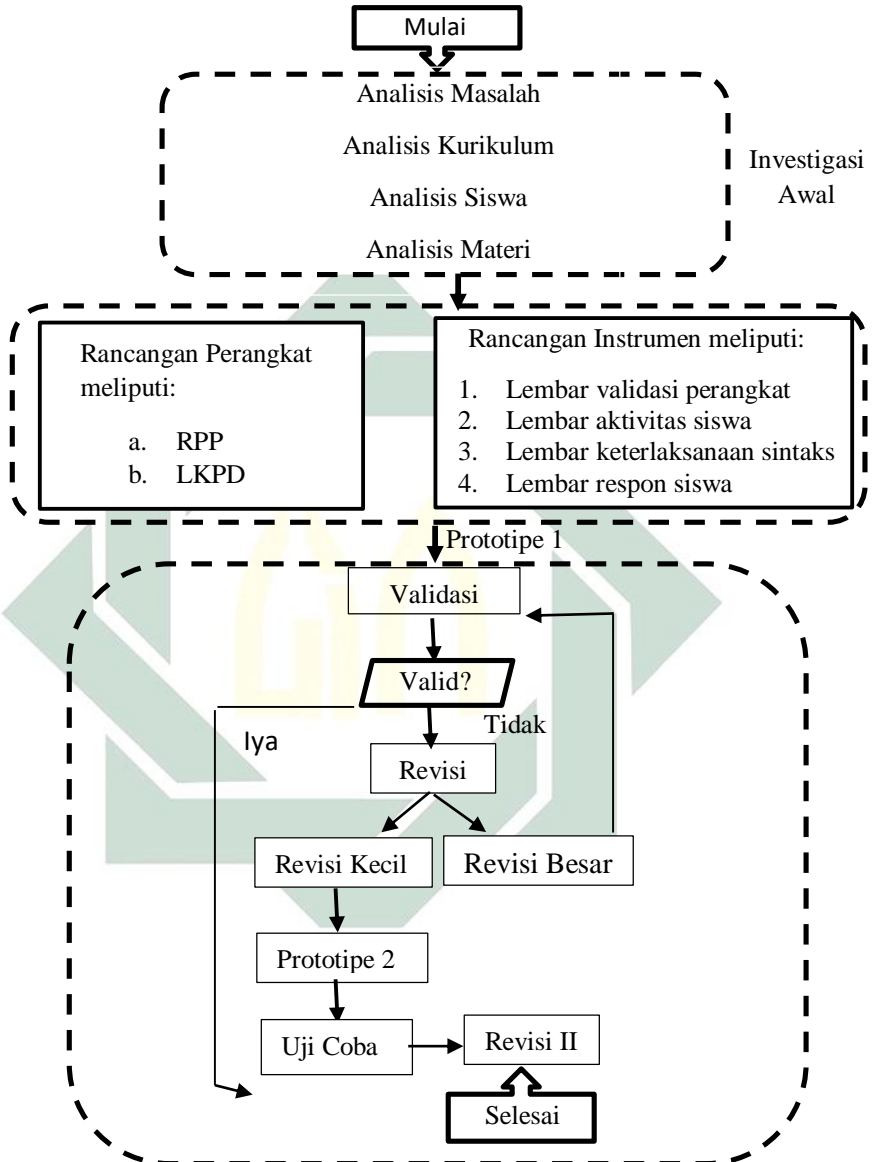 Mulai
Analisis Masalah
Analisis Kurikulum
Analisis Siswa
Analisis Materi
Investigasi
Awal
Rancangan Perangkat
meliputi:
a. RPP
b. LKPD
Rancangan Instrumen meliputi:
1. Lembar validasi perangkat
2. Lembar aktivitas siswa
3. Lembar keterlaksanaan sintaks
4. Lembar respon siswa
Prototipe 1
Validasi
Valid?
Tidak
Iya
Revisi
Revisi Kecil
Revisi Besar
Prototipe 2
Uji Coba
Revisi II
Selesai